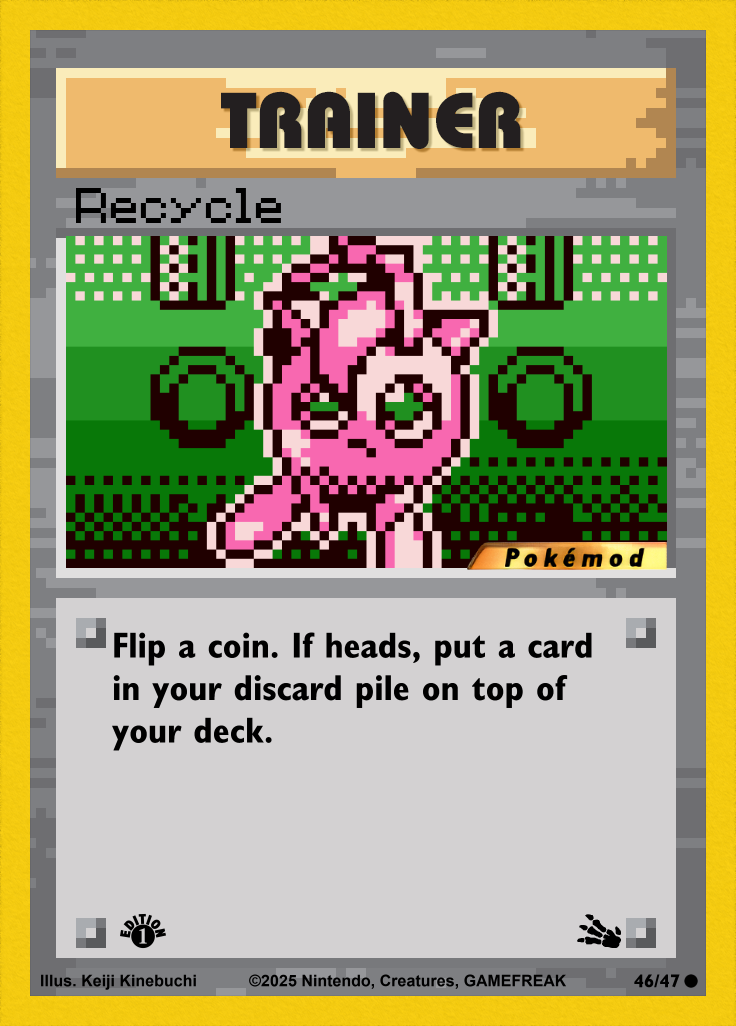 TRAINER
Recycle
Pokémod
Flip a coin. If heads, put a card
in your discard pile on top of
your deck.
EDITION
1
Illus. Keiji Kinebuchi ©2025 Nintendo, Creatures, GAMEFREAK 46/47